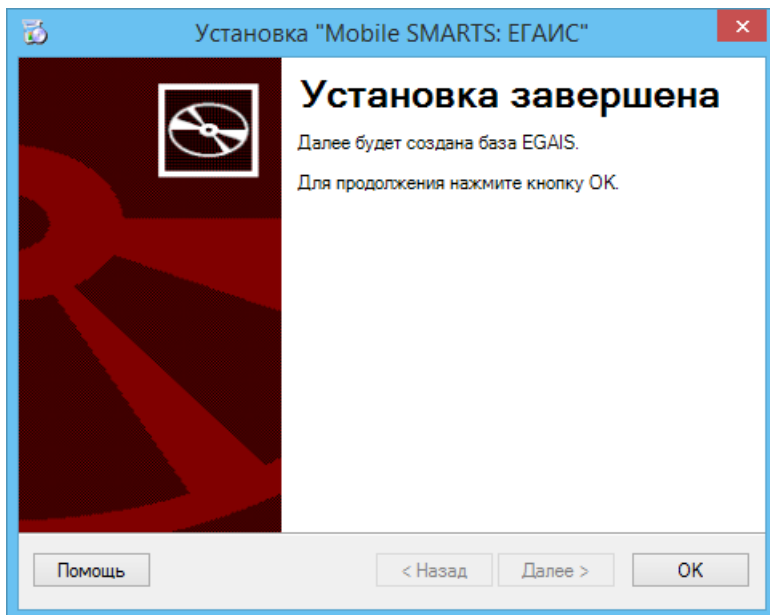 Установка "Mobile SMARTS: ЕГАИС"
Установка завершена
Далее будет создана база EGAIS.
Для продолжения нажмите кнопку OK.
Помощь
< Назад
Далее >
OK